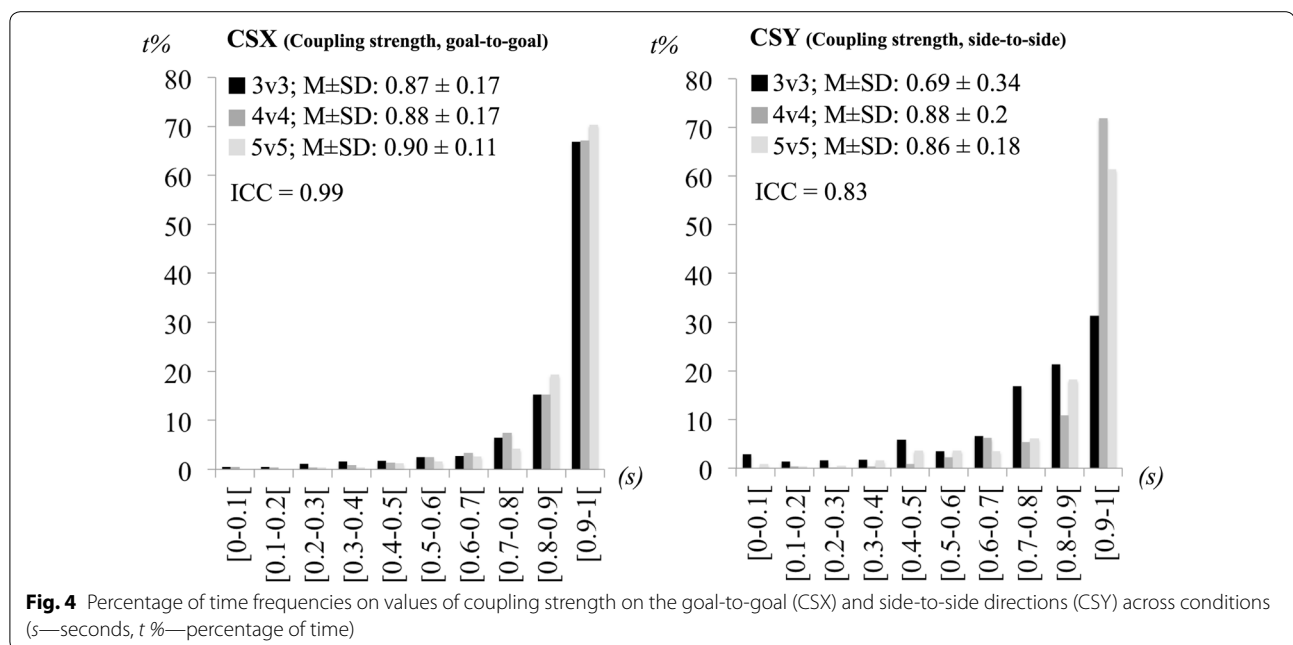 t%
CSX (Coupling strength, goal-to-goal)
80
70
60
50
40
30
20
10
0
3v3; M±SD: 0.87 ± 0.17
4v4; M±SD: 0.88 ± 0.17
5v5; M±SD: 0.90 ± 0.11
ICC = 0.99
(s)
[0-0.1[
[0.1-0.2[
[0.2-0.3[
[0.3-0.4[
[0.4-0.5[
[0.5-0.6[
[0.6-0.7[
[0.7-0.8[
[0.8-0.9[
[0.9-1[
t%
CSY (Coupling strength, side-to-side)
80
70
60
50
40
30
20
10
0
3v3; M±SD: 0.69 ± 0.34
4v4; M±SD: 0.88 ± 0.2
5v5; M±SD: 0.86 ± 0.18
ICC = 0.83
(s)
[0-0.1[
[0.1-0.2[
[0.2-0.3[
[0.3-0.4[
[0.4-0.5[
[0.5-0.6[
[0.6-0.7[
[0.7-0.8[
[0.8-0.9[
[0.9-1[
Fig. 4 Percentage of time frequencies on values of coupling strength on the goal-to-goal (CSX) and side-to-side directions (CSY) across conditions
(s—seconds, t %—percentage of time)